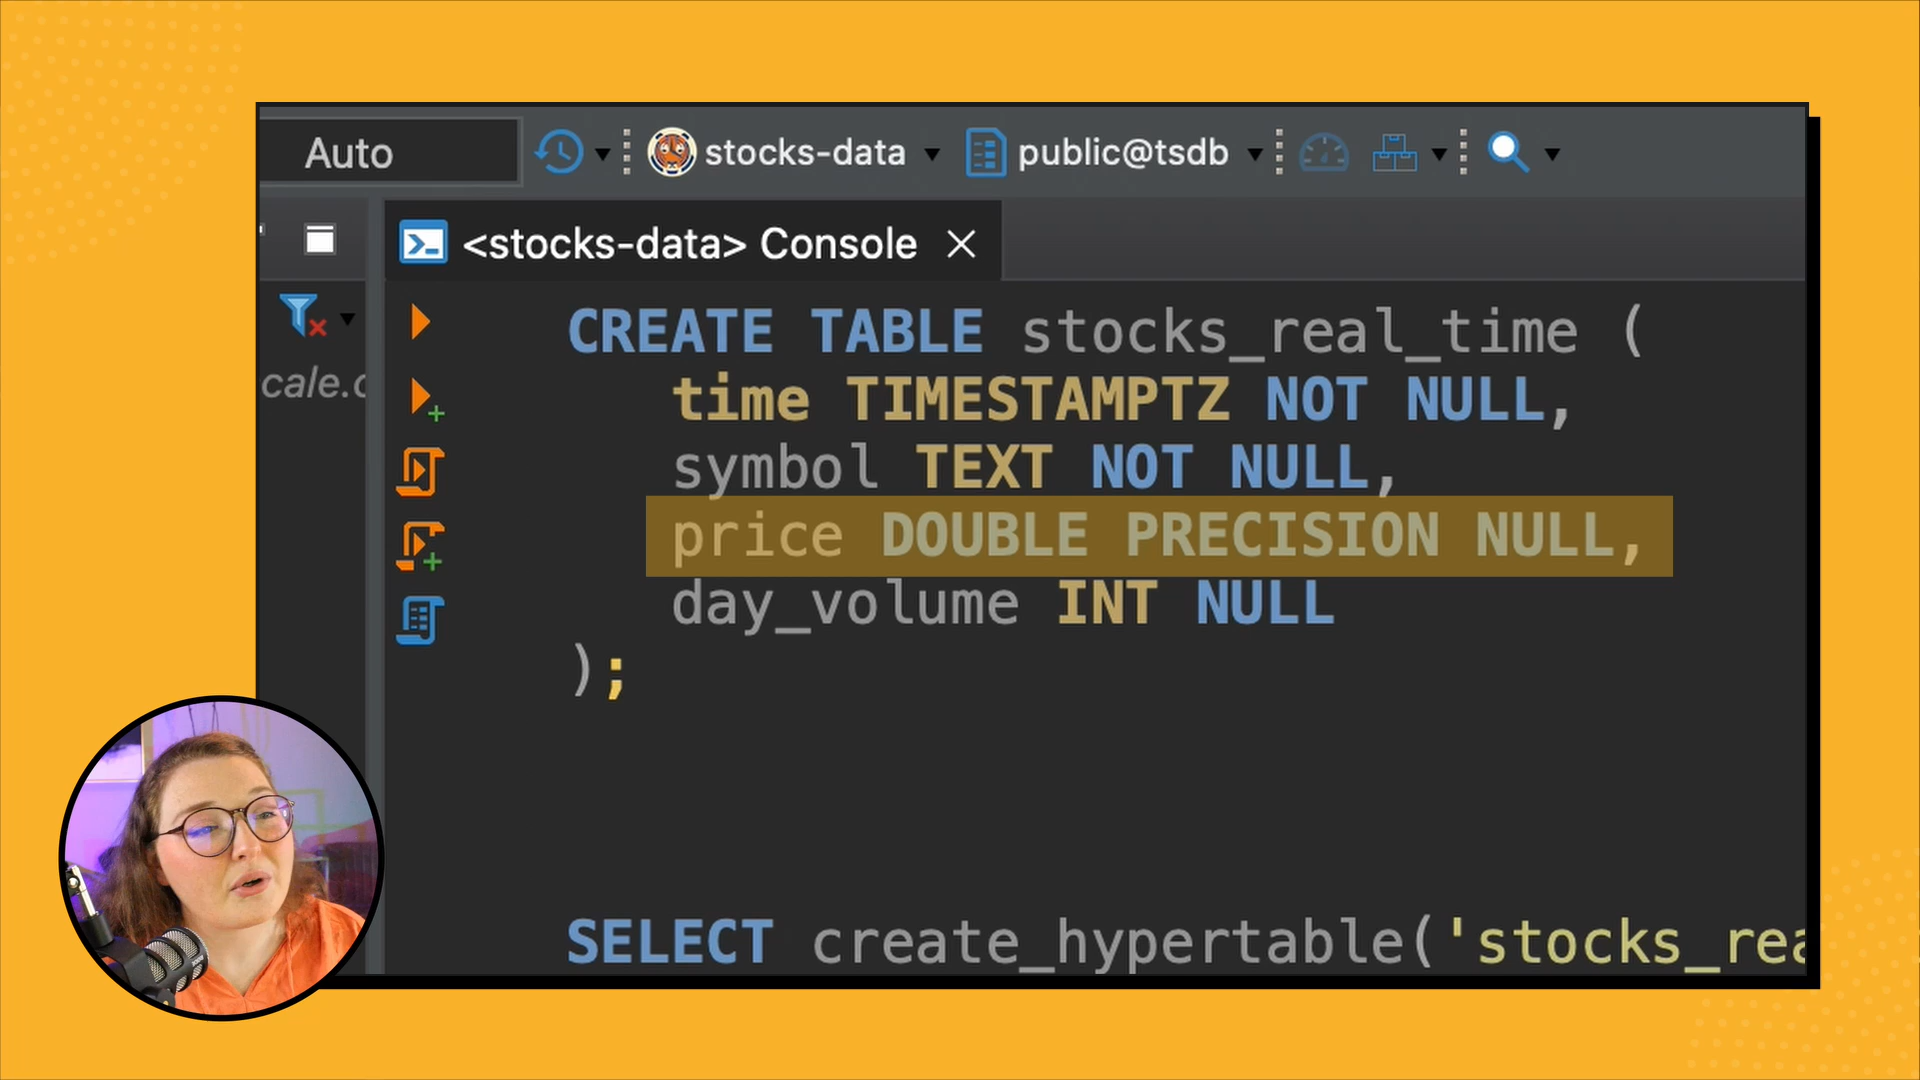 Auto stocks-data public@tsdb
<stocks-data> Console
cale.c
CREATE TABLE stocks_real_time (
time TIMESTAMPTZ NOT NULL,
symbol TEXT NOT NULL,
price DOUBLE PRECISION NULL,
day_volume INT NULL
);
SELECT create_hypertable('stocks_rea